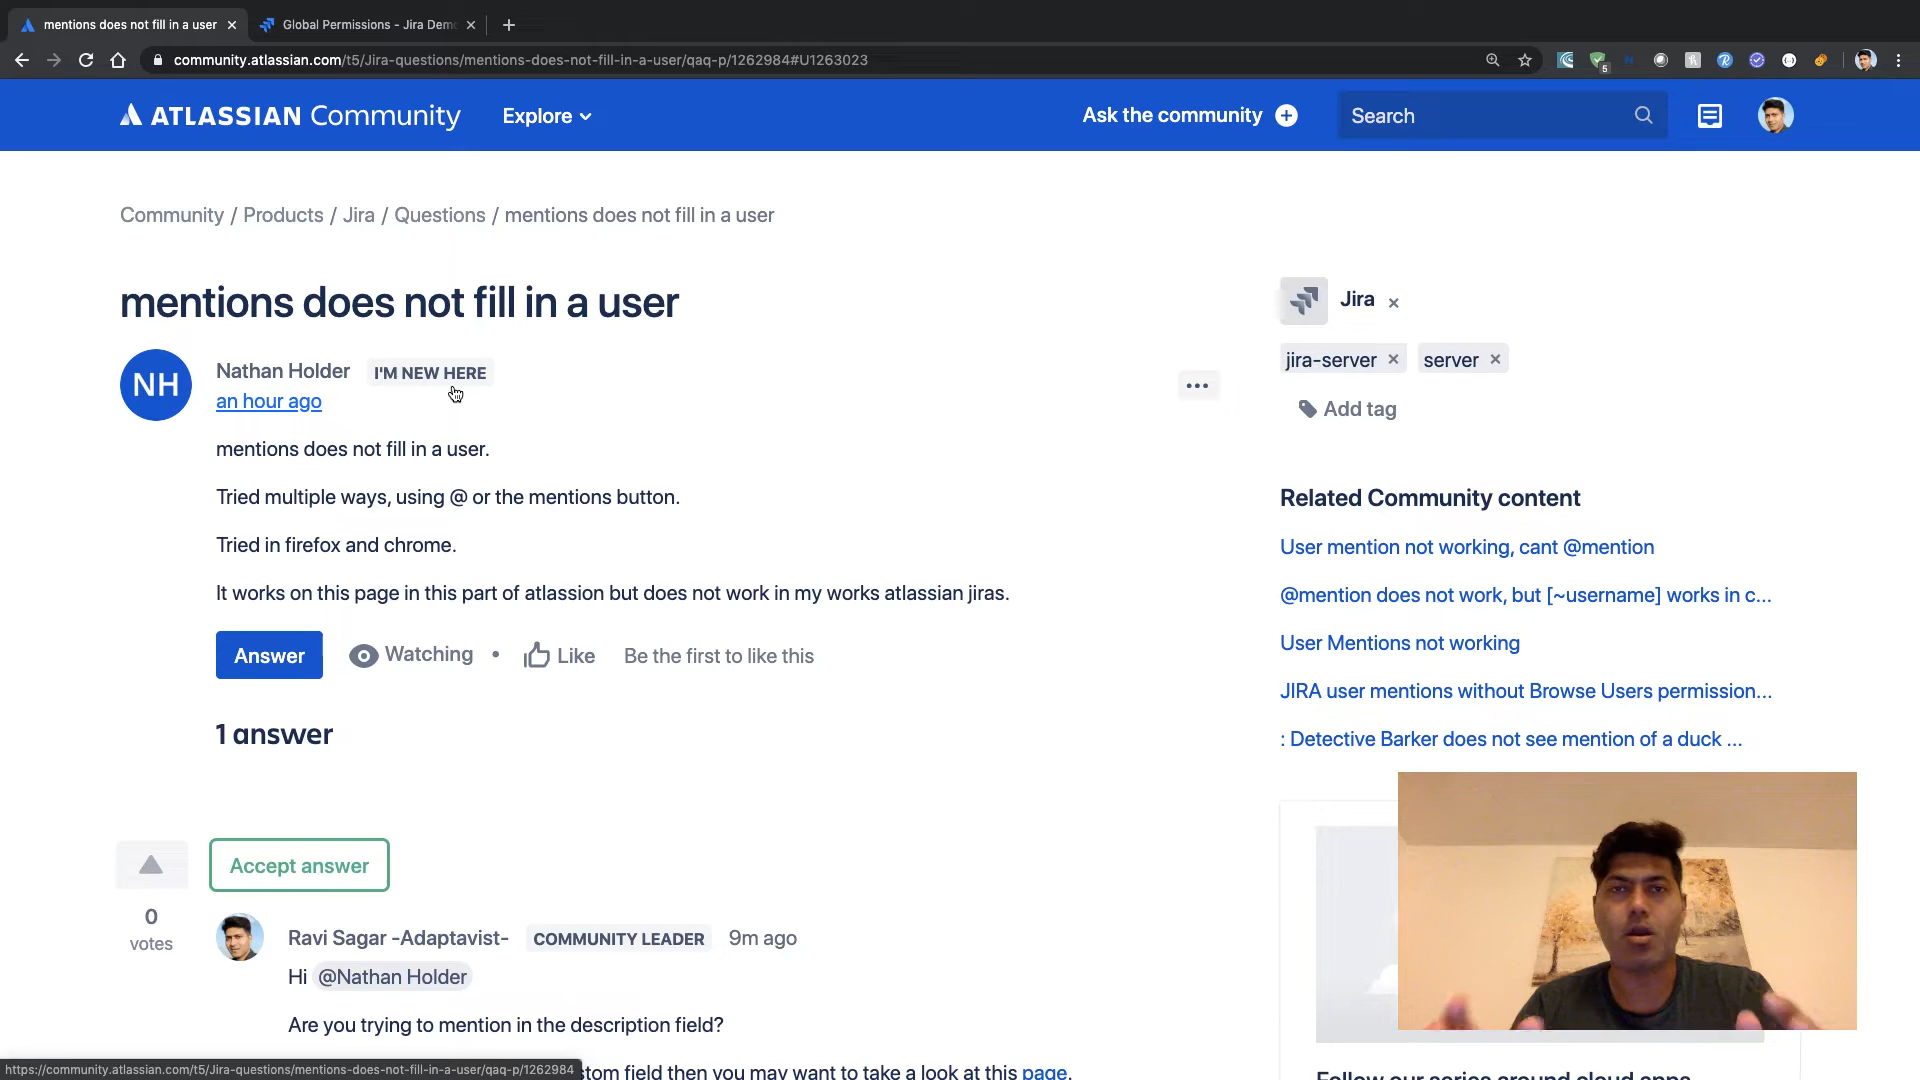 mentions does not fill in a user
Global Permissions - Jira Dem
community.atlassian.com/t5/Jira-questions/mentions-does-not-fill-in-a-user/qaq-p/1262984#U1263023
5
ATLASSIAN Community
Explore
Ask the community
Search
Community / Products / Jira / Questions / mentions does not fill in a user
mentions does not fill in a user
NH
Nathan Holder
I'M NEW HERE
an hour ago
mentions does not fill in a user.
Tried multiple ways, using @ or the mentions button.
Tried in firefox and chrome.
It works on this page in this part of atlassion but does not work in my works atlassian jiras.
Answer
Watching
•
Like
Be the first to like this
1 answer
Accept answer
0
votes
Ravi Sagar -Adaptavist-
COMMUNITY LEADER
9m ago
Hi @Nathan Holder
Are you trying to mention in the description field?
stom field then you may want to take a look at this page.
https://community.atlassian.com/t5/Jira-questions/mentions-does-not-fill-in-a-user/qaq-p/1262984
Jira ×
jira-server ×
server ×
Add tag
Related Community content
User mention not working, cant @mention
@mention does not work, but [~username] works in c...
User Mentions not working
JIRA user mentions without Browse Users permission...
: Detective Barker does not see mention of a duck ...
Follow our series around cloud apps